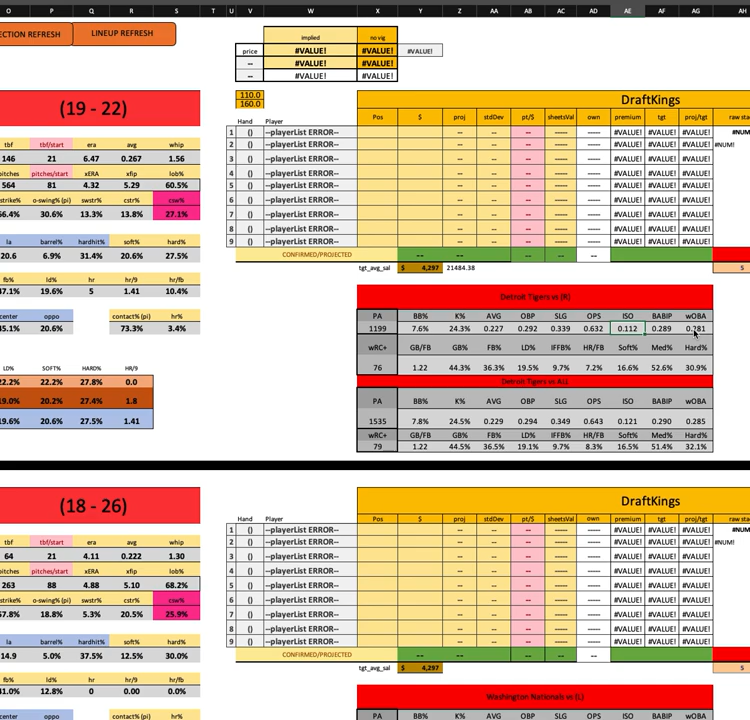 O P Q R S T U V W X Y Z AA AB AC AD AE AF AG AH
ECTION REFRESH LINEUP REFRESH
implied no vig
price #VALUE! #VALUE! #VALUE!
-- #VALUE! #VALUE!
-- #VALUE! #VALUE!
(19 - 22)
110.0
160.0
DraftKings
Hand Player Pos $ proj stdDev pt/$ sheetsVal own premium tgt proj/tgt raw sta
tbf tbf/start era avg whip
146 21 6.47 0.267 1.56
pitches pitches/start xERA xfip lob%
564 81 4.32 5.29 60.5%
strike% o-swing% (pi) swstr% cstr% csw%
66.4% 30.6% 13.3% 13.8% 27.1%
la barrel% hardhit% soft% hard%
20.6 6.9% 31.4% 20.6% 27.5%
fb% ld% hr hr/9 hr/fb
47.1% 19.6% 5 1.41 10.4%
center oppo contact% (pi) hr%
45.1% 20.6% 73.3% 3.4%
LD% SOFT% HARD% HR/9
22.2% 22.2% 27.8% 0.0
19.0% 20.2% 27.4% 1.8
19.6% 20.6% 27.5% 1.41
1 () --playerList ERROR-- -- -- -- ----- ----- #VALUE! #VALUE! #VALUE! #NUM
2 () --playerList ERROR-- -- -- -- ----- ----- #VALUE! #VALUE! #VALUE! #NUM!
3 () --playerList ERROR-- -- -- -- ----- ----- #VALUE! #VALUE! #VALUE!
4 () --playerList ERROR-- -- -- -- ----- ----- #VALUE! #VALUE! #VALUE!
5 () --playerList ERROR-- -- -- -- ----- ----- #VALUE! #VALUE! #VALUE!
6 () --playerList ERROR-- -- -- -- ----- ----- #VALUE! #VALUE! #VALUE!
7 () --playerList ERROR-- -- -- -- ----- ----- #VALUE! #VALUE! #VALUE!
8 () --playerList ERROR-- -- -- -- ----- ----- #VALUE! #VALUE! #VALUE!
9 () --playerList ERROR-- -- -- -- ----- ----- #VALUE! #VALUE! #VALUE!
CONFIRMED/PROJECTED -- -- --
tgt_avg_sal $ 4,297 21484.38 5
Detroit Tigers vs (R)
PA BB% K% AVG OBP SLG OPS ISO BABIP wOBA
1199 7.6% 24.3% 0.227 0.292 0.339 0.632 0.112 0.289 0.281
wRC+ GB/FB GB% FB% LD% IFFB% HR/FB Soft% Med% Hard%
76 1.22 44.3% 36.3% 19.5% 9.7% 7.2% 16.6% 52.6% 30.9%
Detroit Tigers vs ALL
PA BB% K% AVG OBP SLG OPS ISO BABIP wOBA
1535 7.8% 24.5% 0.229 0.294 0.349 0.643 0.121 0.290 0.285
wRC+ GB/FB GB% FB% LD% IFFB% HR/FB Soft% Med% Hard%
79 1.22 44.5% 36.5% 19.1% 9.7% 8.3% 16.5% 51.4% 32.1%
(18 - 26)
DraftKings
Hand Player Pos $ proj stdDev pt/$ sheetsVal own premium tgt proj/tgt raw sta
tbf tbf/start era avg whip
64 21 4.11 0.222 1.30
pitches pitches/start xERA xfip lob%
263 88 4.88 5.10 68.2%
strike% o-swing% (pi) swstr% cstr% csw%
57.8% 18.8% 5.3% 20.5% 25.9%
la barrel% hardhit% soft% hard%
14.9 5.0% 37.5% 12.5% 30.0%
fb% ld% hr hr/9 hr/fb
41.0% 12.8% 0 0.00 0.0%
center oppo contact% (pi) hr%
1 () --playerList ERROR-- -- -- -- ----- ----- #VALUE! #VALUE! #VALUE! #NUM
2 () --playerList ERROR-- -- -- -- ----- ----- #VALUE! #VALUE! #VALUE! #NUM!
3 () --playerList ERROR-- -- -- -- ----- ----- #VALUE! #VALUE! #VALUE!
4 () --playerList ERROR-- -- -- -- ----- ----- #VALUE! #VALUE! #VALUE!
5 () --playerList ERROR-- -- -- -- ----- ----- #VALUE! #VALUE! #VALUE!
6 () --playerList ERROR-- -- -- -- ----- ----- #VALUE! #VALUE! #VALUE!
7 () --playerList ERROR-- -- -- -- ----- ----- #VALUE! #VALUE! #VALUE!
8 () --playerList ERROR-- -- -- -- ----- ----- #VALUE! #VALUE! #VALUE!
9 () --playerList ERROR-- -- -- -- ----- ----- #VALUE! #VALUE! #VALUE!
CONFIRMED/PROJECTED -- -- --
tgt_avg_sal $ 4,297 5
Washington Nationals vs (L)
PA BB% K% AVG OBP SLG OPS ISO BABIP wOBA